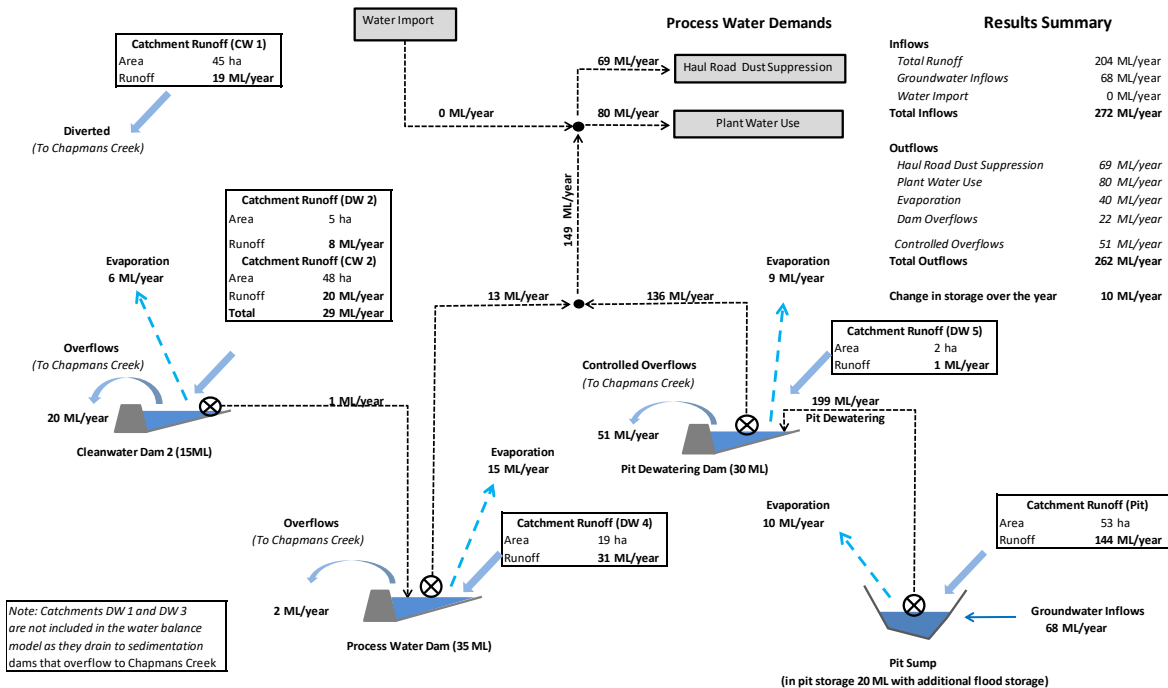 Water Import
Process Water Demands
Results Summary
Catchment Runoff (CW 1)
Area 45 ha
Runoff 19 ML/year
Diverted
(To Chapmans Creek)
0 ML/year
69 ML/year
Haul Road Dust Suppression
80 ML/year
Plant Water Use
149 ML/year
Inflows
Total Runoff 204 ML/year
Groundwater Inflows 68 ML/year
Water Import 0 ML/year
Total Inflows 272 ML/year
Outflows
Haul Road Dust Suppression 69 ML/year
Plant Water Use 80 ML/year
Evaporation 40 ML/year
Dam Overflows 22 ML/year
Controlled Overflows 51 ML/year
Total Outflows 262 ML/year
Change in storage over the year 10 ML/year
Catchment Runoff (DW 2)
Area 5 ha
Runoff 8 ML/year
Catchment Runoff (CW 2)
Area 48 ha
Runoff 20 ML/year
Total 29 ML/year
Evaporation
6 ML/year
Overflows
(To Chapmans Creek)
20 ML/year
Cleanwater Dam 2 (15ML)
1 ML/year
13 ML/year
136 ML/year
Evaporation
9 ML/year
Catchment Runoff (DW 5)
Area 2 ha
Runoff 1 ML/year
Controlled Overflows
(To Chapmans Creek)
51 ML/year
Pit Dewatering Dam (30 ML)
199 ML/year
Pit Dewatering
Evaporation
15 ML/year
Overflows
(To Chapmans Creek)
2 ML/year
Catchment Runoff (DW 4)
Area 19 ha
Runoff 31 ML/year
Process Water Dam (35 ML)
Evaporation
10 ML/year
Catchment Runoff (Pit)
Area 53 ha
Runoff 144 ML/year
Groundwater Inflows
68 ML/year
Pit Sump
(in pit storage 20 ML with additional flood storage)
Note: Catchments DW 1 and DW 3
are not included in the water balance
model as they drain to sedimentation
dams that overflow to Chapmans Creek